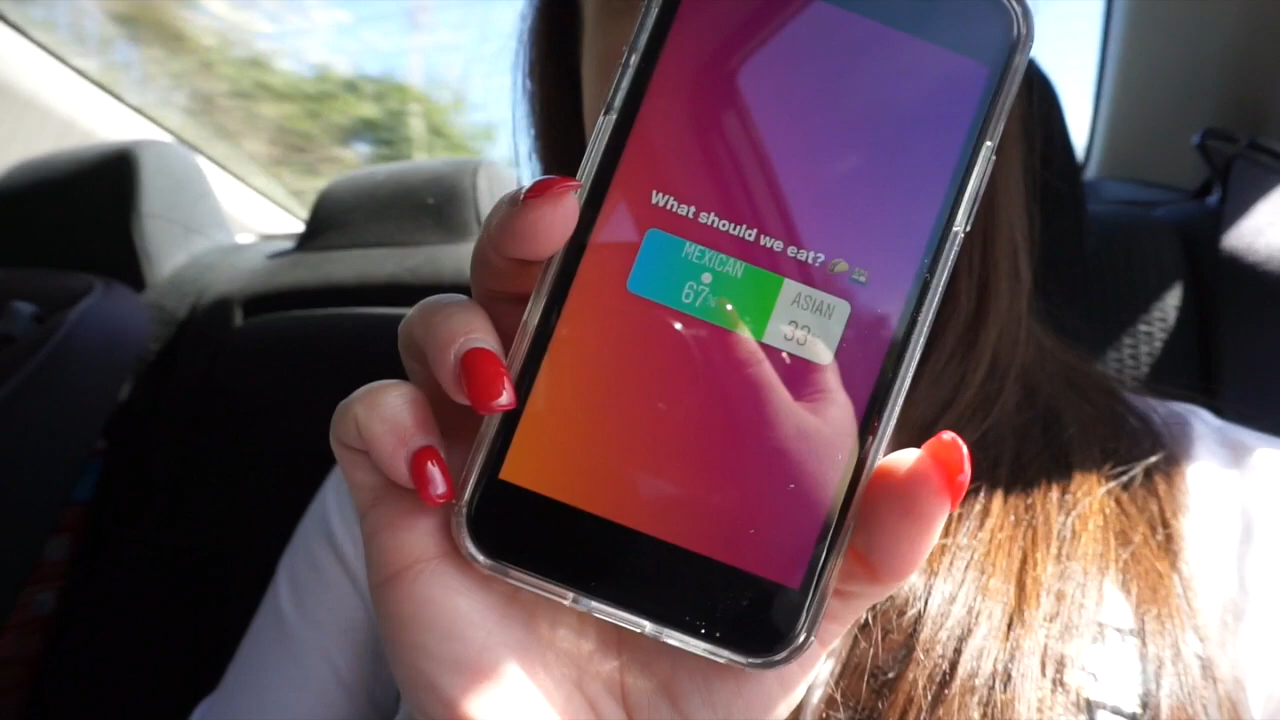 What should we eat? 🌮 🍱
MEXICAN
67%
ASIAN
33%